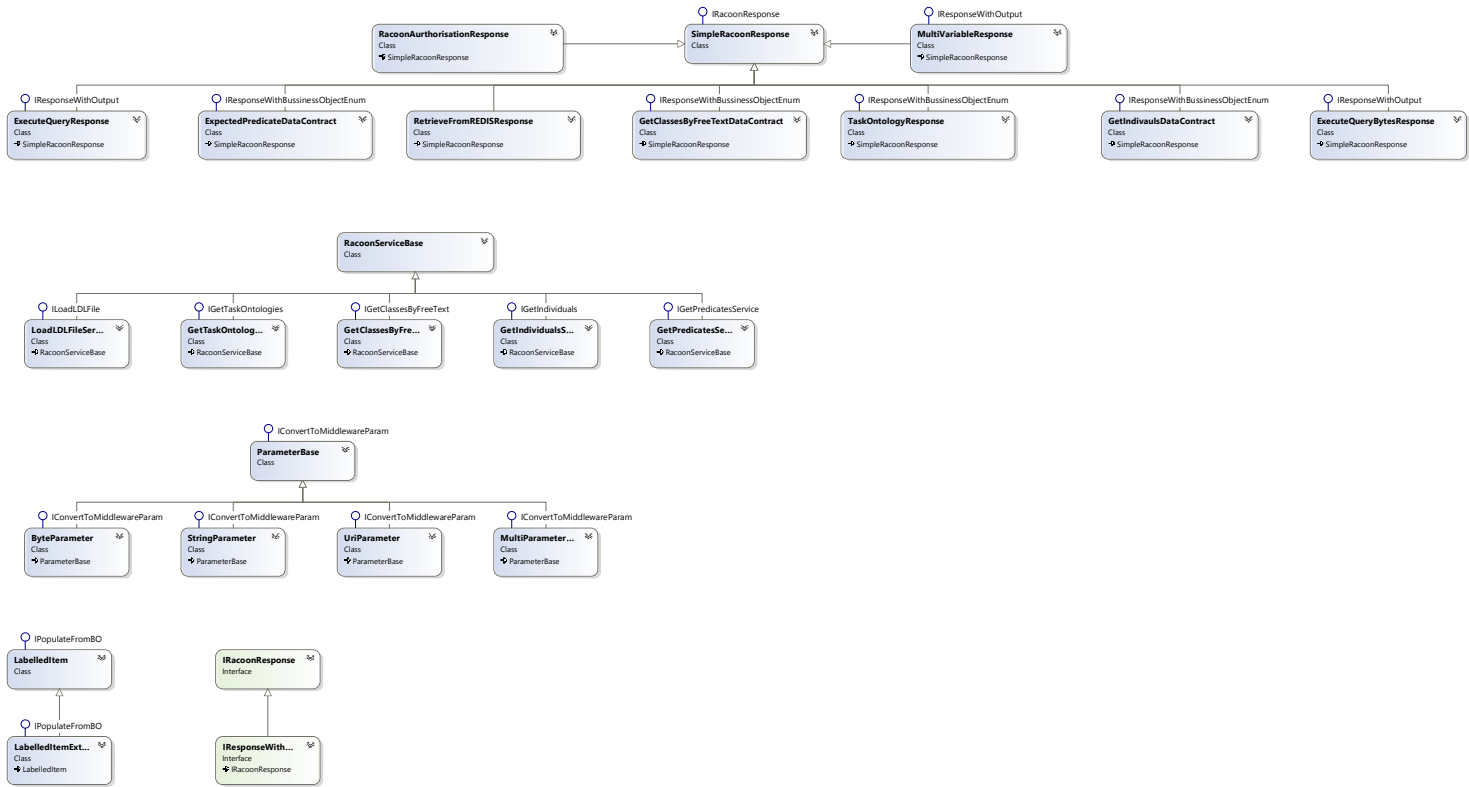 IRacoonResponse
IResponseWithOutput
RacoonAurthorisationResponse
Class
SimpleRacoonResponse
SimpleRacoonResponse
Class
MultiVariableResponse
Class
SimpleRacoonResponse
IResponseWithOutput
ExecuteQueryResponse
Class
SimpleRacoonResponse
IResponseWithBussinessObjectEnum
ExpectedPredicateDataContract
Class
SimpleRacoonResponse
RetrieveFromREDISResponse
Class
SimpleRacoonResponse
IResponseWithBussinessObjectEnum
GetClassesByFreeTextDataContract
Class
SimpleRacoonResponse
IResponseWithBussinessObjectEnum
TaskOntologyResponse
Class
SimpleRacoonResponse
IResponseWithBussinessObjectEnum
GetIndivaulsDataContract
Class
SimpleRacoonResponse
IResponseWithOutput
ExecuteQueryBytesResponse
Class
SimpleRacoonResponse
RacoonServiceBase
Class
ILoadLDLFile
LoadLDLFileSer...
Class
RacoonServiceBase
IGetTaskOntologies
GetTaskOntolog...
Class
RacoonServiceBase
IGetClassesByFreeText
GetClassesByFre...
Class
RacoonServiceBase
IGetIndividuals
GetIndividualsS...
Class
RacoonServiceBase
IGetPredicatesService
GetPredicatesSe...
Class
RacoonServiceBase
IConvertToMiddlewareParam
ParameterBase
Class
IConvertToMiddlewareParam
ByteParameter
Class
ParameterBase
IConvertToMiddlewareParam
StringParameter
Class
ParameterBase
IConvertToMiddlewareParam
UriParameter
Class
ParameterBase
IConvertToMiddlewareParam
MultiParameter...
Class
ParameterBase
IPopulateFromBO
LabelledItem
Class
IPopulateFromBO
LabelledItemExt...
Class
LabelledItem
IRacoonResponse
Interface
IResponseWith...
Interface
IRacoonResponse